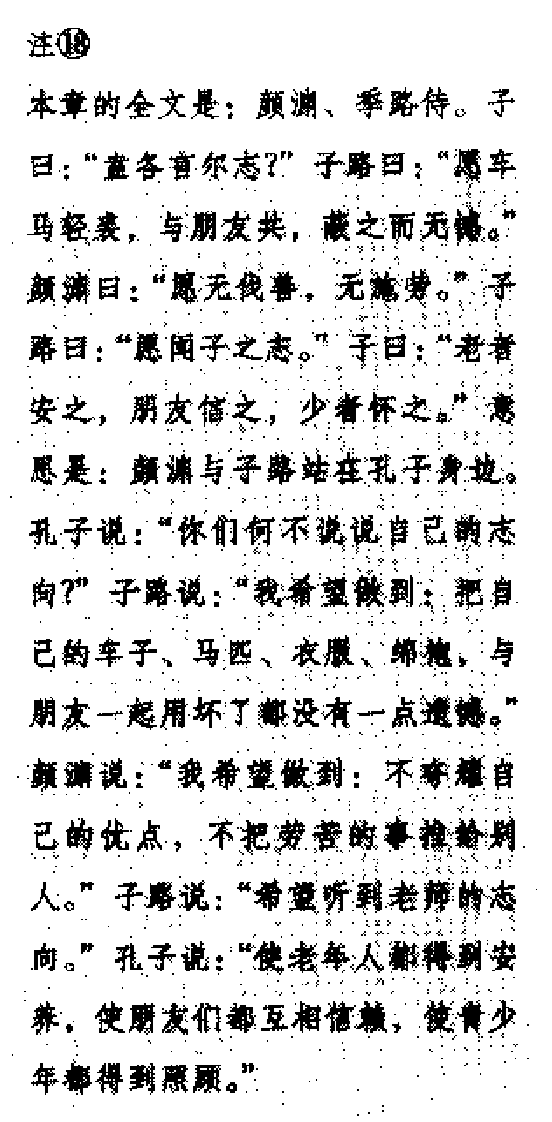 注⑱
本章的全文是：颜渊、季路侍。子
曰：“盍各言尔志？”子路曰：“愿车
马轻裘，与朋友共，蔽之而无憾。”
颜渊曰：“愿无伐善，无施劳。”子
路曰：“愿闻子之志。”子曰：“老者
安之，朋友信之，少者怀之。”意
思是：颜渊与子路站在孔子身边。
孔子说：“你们何不说说自己的志
向？”子路说：“我希望做到：把自
己的车子、马匹、衣服、绵袍，与
朋友一起用坏了都没有一点遗憾。”
颜渊说：“我希望做到：不夸耀自
己的优点，不把劳苦的事推给别
人。”子路说：“希望听到老师的志
向。”孔子说：“使老年人都得到安
养，使朋友们都互相信赖，使青少
年都得到照顾。”